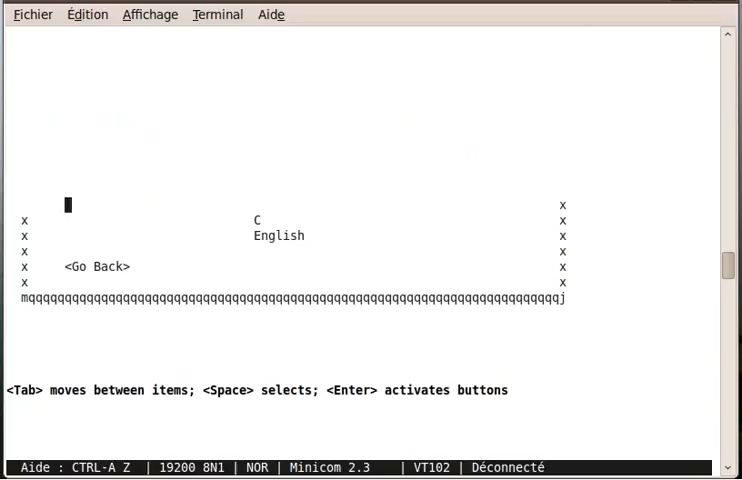 Fichier Édition Affichage Terminal Aide
x
x C x
x English x
x x
x <Go Back> x
x x
mqqqqqqqqqqqqqqqqqqqqqqqqqqqqqqqqqqqqqqqqqqqqqqqqqqqqqqqqqqqqqqqqqqqqqqqqqj
<Tab> moves between items; <Space> selects; <Enter> activates buttons
Aide : CTRL-A Z | 19200 8N1 | NOR | Minicom 2.3 | VT102 | Déconnecté